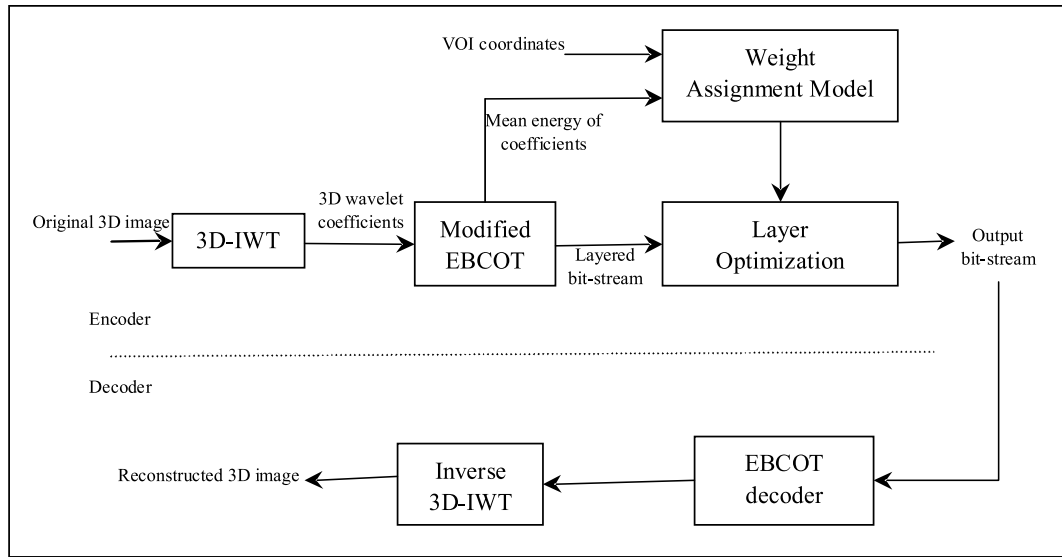 VOI coordinates
Weight
Assignment Model
Mean energy of
coefficients
Original 3D image
3D-IWT
3D wavelet
coefficients
Modified
EBCOT
Layered
bit-stream
Layer
Optimization
Output
bit-stream
Encoder
Decoder
Reconstructed 3D image
Inverse
3D-IWT
EBCOT
decoder